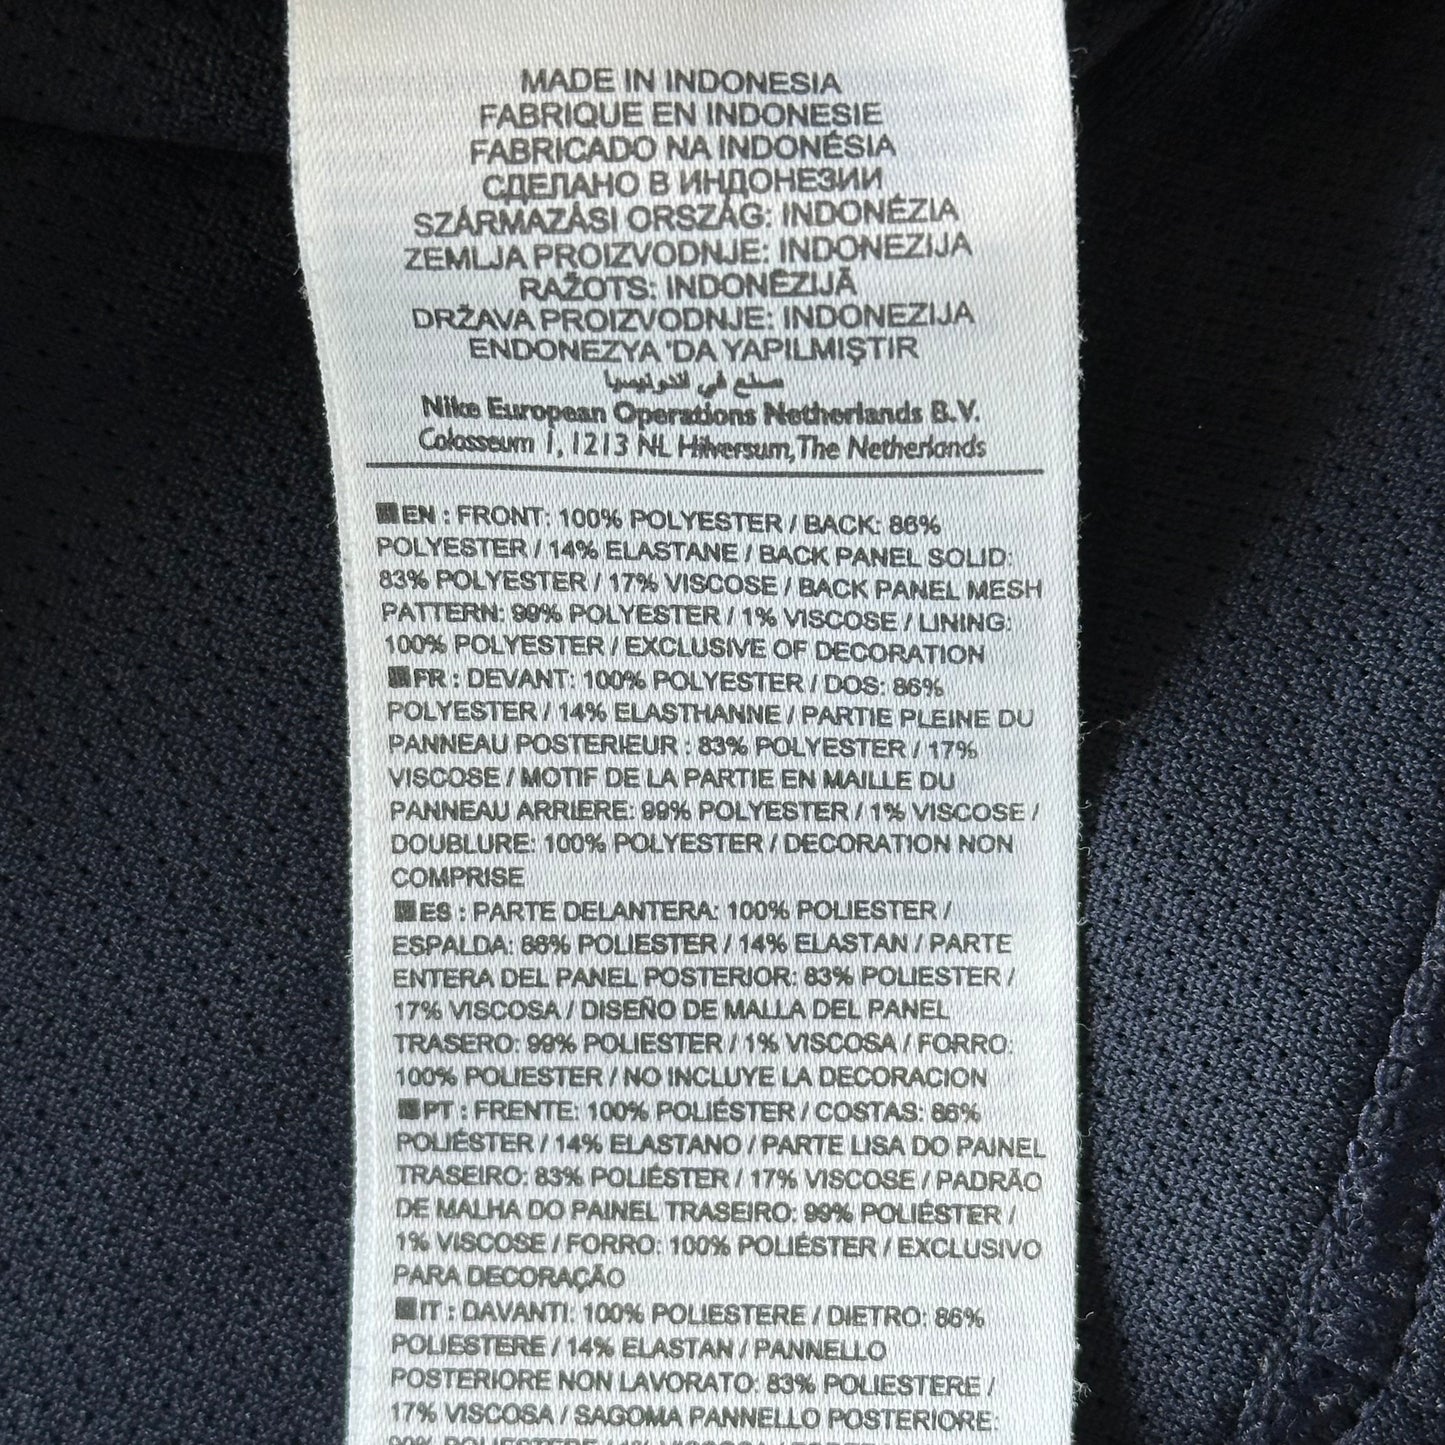 MADE IN INDONESIA
FABRIQUE EN INDONESIE
FABRICADO NA INDONÉSIA
СДЕЛАНО В ИНДОНЕЗИИ
SZÁRMAZÁSI ORSZÁG: INDONÉZIA
ZEMLJA PROIZVODNJE: INDONEZIJA
RAŽOTS: INDONĒZIJĀ
DRŽAVA PROIZVODNJE: INDONEZIJA
ENDONEZYA 'DA YAPILMIŞTIR
صنع في اندونيسيا
Nike European Operations Netherlands B.V.
Colosseum 1, 1213 NL Hilversum, The Netherlands
EN : FRONT: 100% POLYESTER / BACK: 86%
POLYESTER / 14% ELASTANE / BACK PANEL SOLID:
83% POLYESTER / 17% VISCOSE / BACK PANEL MESH
PATTERN: 99% POLYESTER / 1% VISCOSE / LINING:
100% POLYESTER / EXCLUSIVE OF DECORATION
FR : DEVANT: 100% POLYESTER / DOS: 86%
POLYESTER / 14% ELASTHANNE / PARTIE PLEINE DU
PANNEAU POSTERIEUR : 83% POLYESTER / 17%
VISCOSE / MOTIF DE LA PARTIE EN MAILLE DU
PANNEAU ARRIERE: 99% POLYESTER / 1% VISCOSE /
DOUBLURE: 100% POLYESTER / DECORATION NON
COMPRISE
ES : PARTE DELANTERA: 100% POLIESTER /
ESPALDA: 86% POLIESTER / 14% ELASTAN / PARTE
ENTERA DEL PANEL POSTERIOR: 83% POLIESTER /
17% VISCOSA / DISEÑO DE MALLA DEL PANEL
TRASERO: 99% POLIESTER / 1% VISCOSA / FORRO:
100% POLIESTER / NO INCLUYE LA DECORACION
PT : FRENTE: 100% POLIÉSTER / COSTAS: 86%
POLIÉSTER / 14% ELASTANO / PARTE LISA DO PAINEL
TRASEIRO: 83% POLIÉSTER / 17% VISCOSE / PADRÃO
DE MALHA DO PAINEL TRASEIRO: 99% POLIÉSTER /
1% VISCOSE / FORRO: 100% POLIÉSTER / EXCLUSIVO
PARA DECORAÇÃO
IT : DAVANTI: 100% POLIESTERE / DIETRO: 86%
POLIESTERE / 14% ELASTAN / PANNELLO
POSTERIORE NON LAVORATO: 83% POLIESTERE /
17% VISCOSA / SAGOMA PANNELLO POSTERIORE: